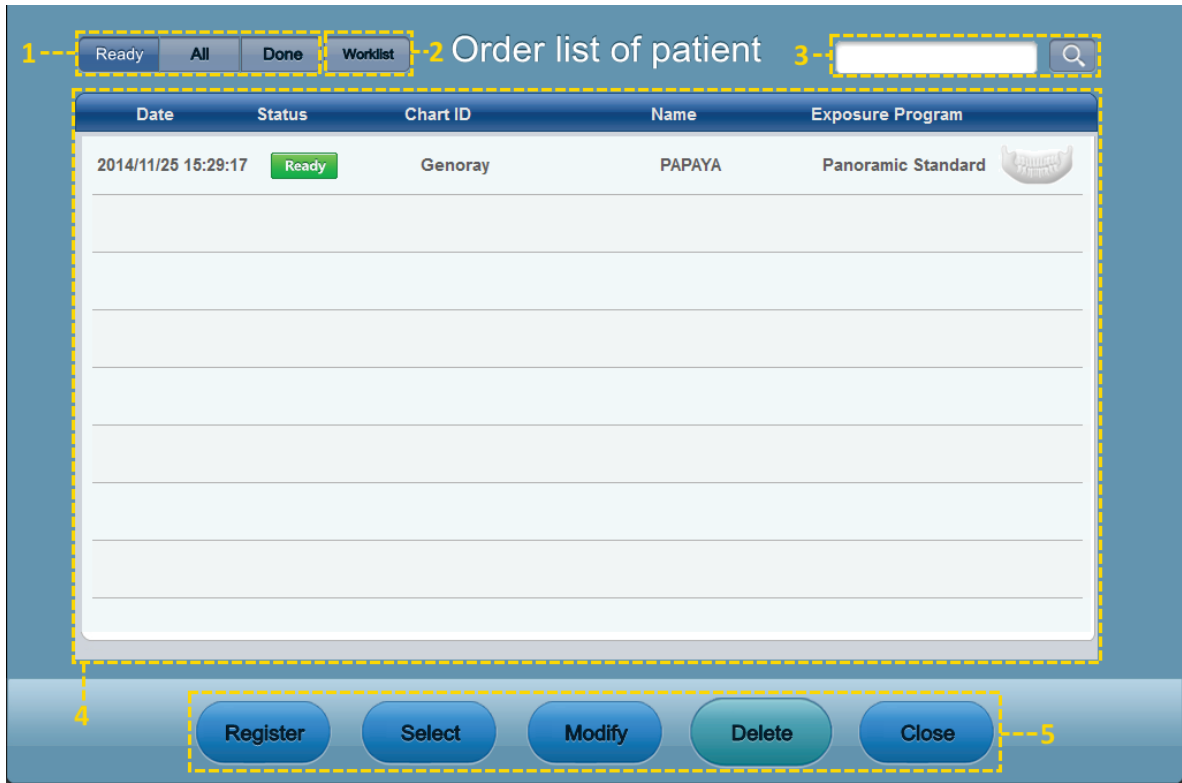 1 Ready All Done Worklist 2 Order list of patient 3
Date Status Chart ID Name Exposure Program
2014/11/25 15:29:17 Ready Genoray PAPAYA Panoramic Standard
4
Register Select Modify Delete Close 5